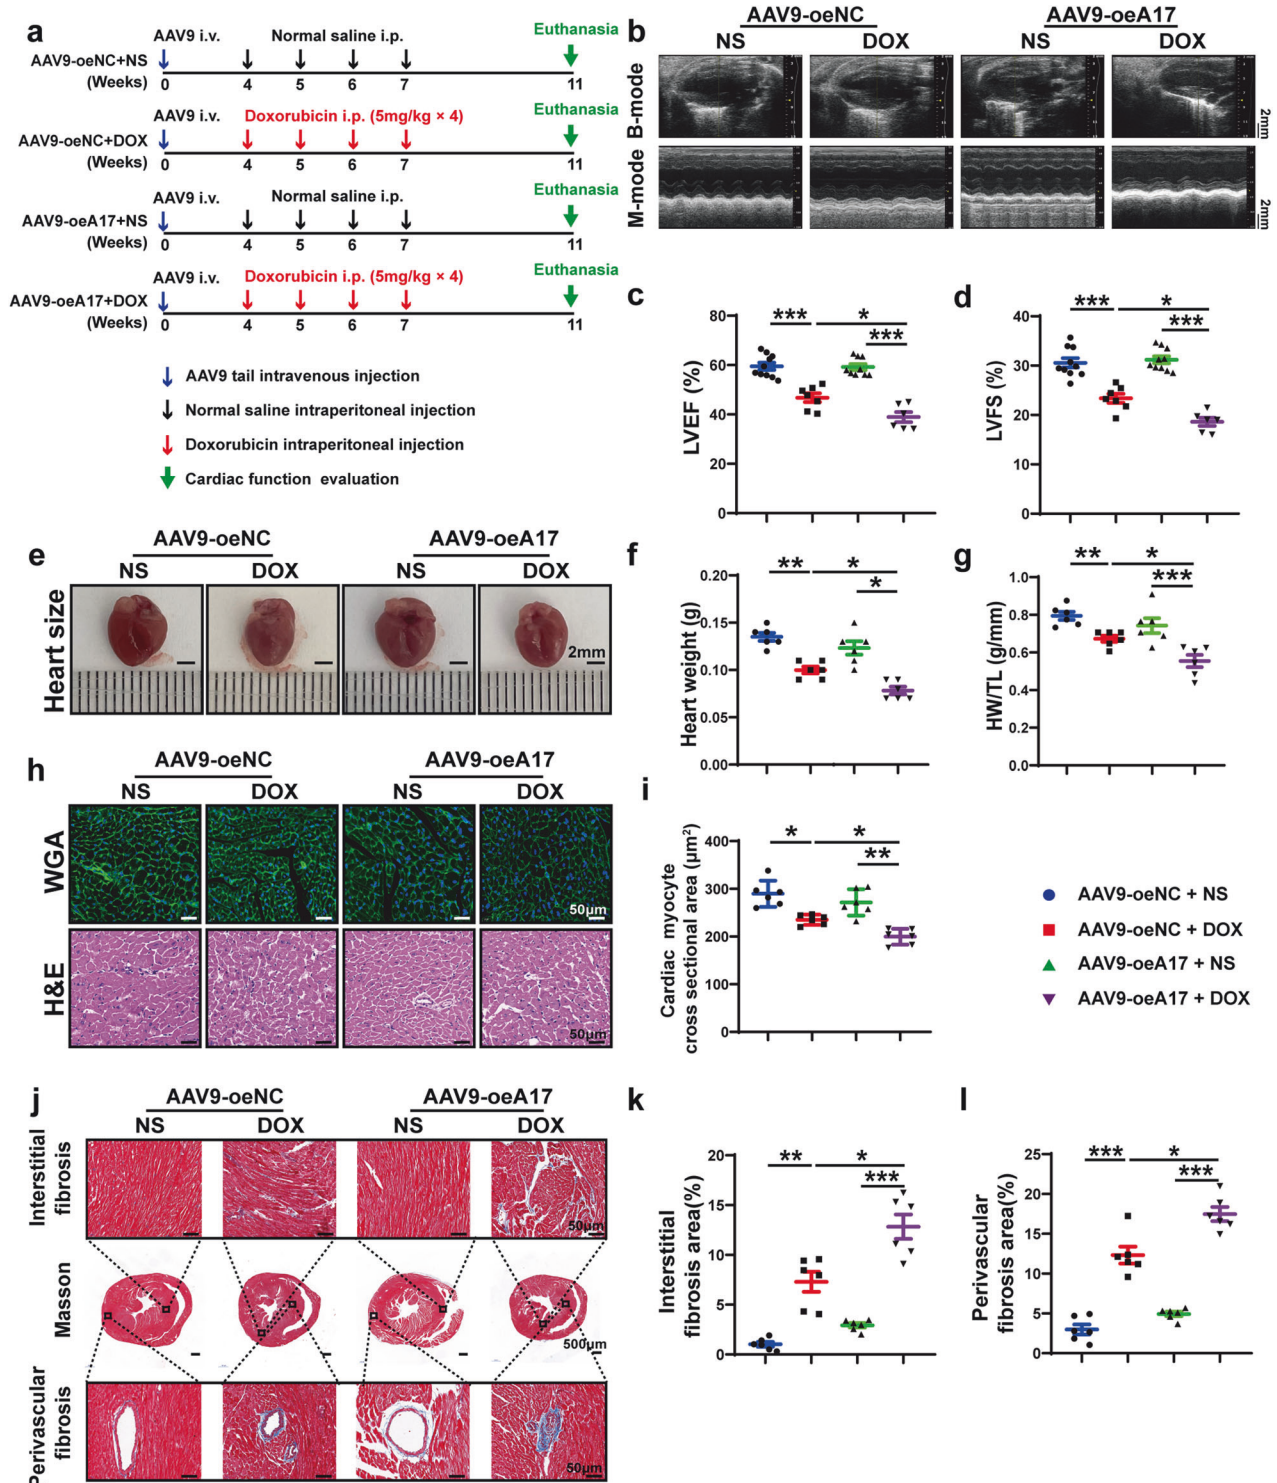 a
AAV9 i.v.
Normal saline i.p.
Euthanasia
AAV9-oeNC+NS
(Weeks)
0 4 5 6 7 11
AAV9 i.v.
Doxorubicin i.p. (5mg/kg × 4)
Euthanasia
AAV9-oeNC+DOX
(Weeks)
0 4 5 6 7 11
AAV9 i.v.
Normal saline i.p.
Euthanasia
AAV9-oeA17+NS
(Weeks)
0 4 5 6 7 11
AAV9 i.v.
Doxorubicin i.p. (5mg/kg × 4)
Euthanasia
AAV9-oeA17+DOX
(Weeks)
0 4 5 6 7 11
AAV9 tail intravenous injection
Normal saline intraperitoneal injection
Doxorubicin intraperitoneal injection
Cardiac function evaluation
b
AAV9-oeNC AAV9-oeA17
NS DOX NS DOX
B-mode
2mm
M-mode
2mm
c
LVEF (%)
80
60
40
20
0
*** * ***
d
LVFS (%)
40
30
20
10
0
*** * ***
e
AAV9-oeNC AAV9-oeA17
NS DOX NS DOX
Heart size
2mm
f
Heart weight (g)
0.20
0.15
0.10
0.05
0.00
** * *
g
HW/TL (g/mm)
1.0
0.8
0.6
0.4
0.2
0.0
** * ***
h
AAV9-oeNC AAV9-oeA17
NS DOX NS DOX
WGA
50μm
H&E
50μm
i
Cardiac myocyte
cross sectional area (μm²)
400
300
200
100
0
* * **
AAV9-oeNC + NS
AAV9-oeNC + DOX
AAV9-oeA17 + NS
AAV9-oeA17 + DOX
j
AAV9-oeNC AAV9-oeA17
NS DOX NS DOX
Interstitial
fibrosis
50μm
Masson
500μm
Perivascular
fibrosis
50μm
k
Interstitial
fibrosis area(%)
20
15
10
5
0
** * ***
l
Perivascular
fibrosis area(%)
25
20
15
10
5
0
*** * ***